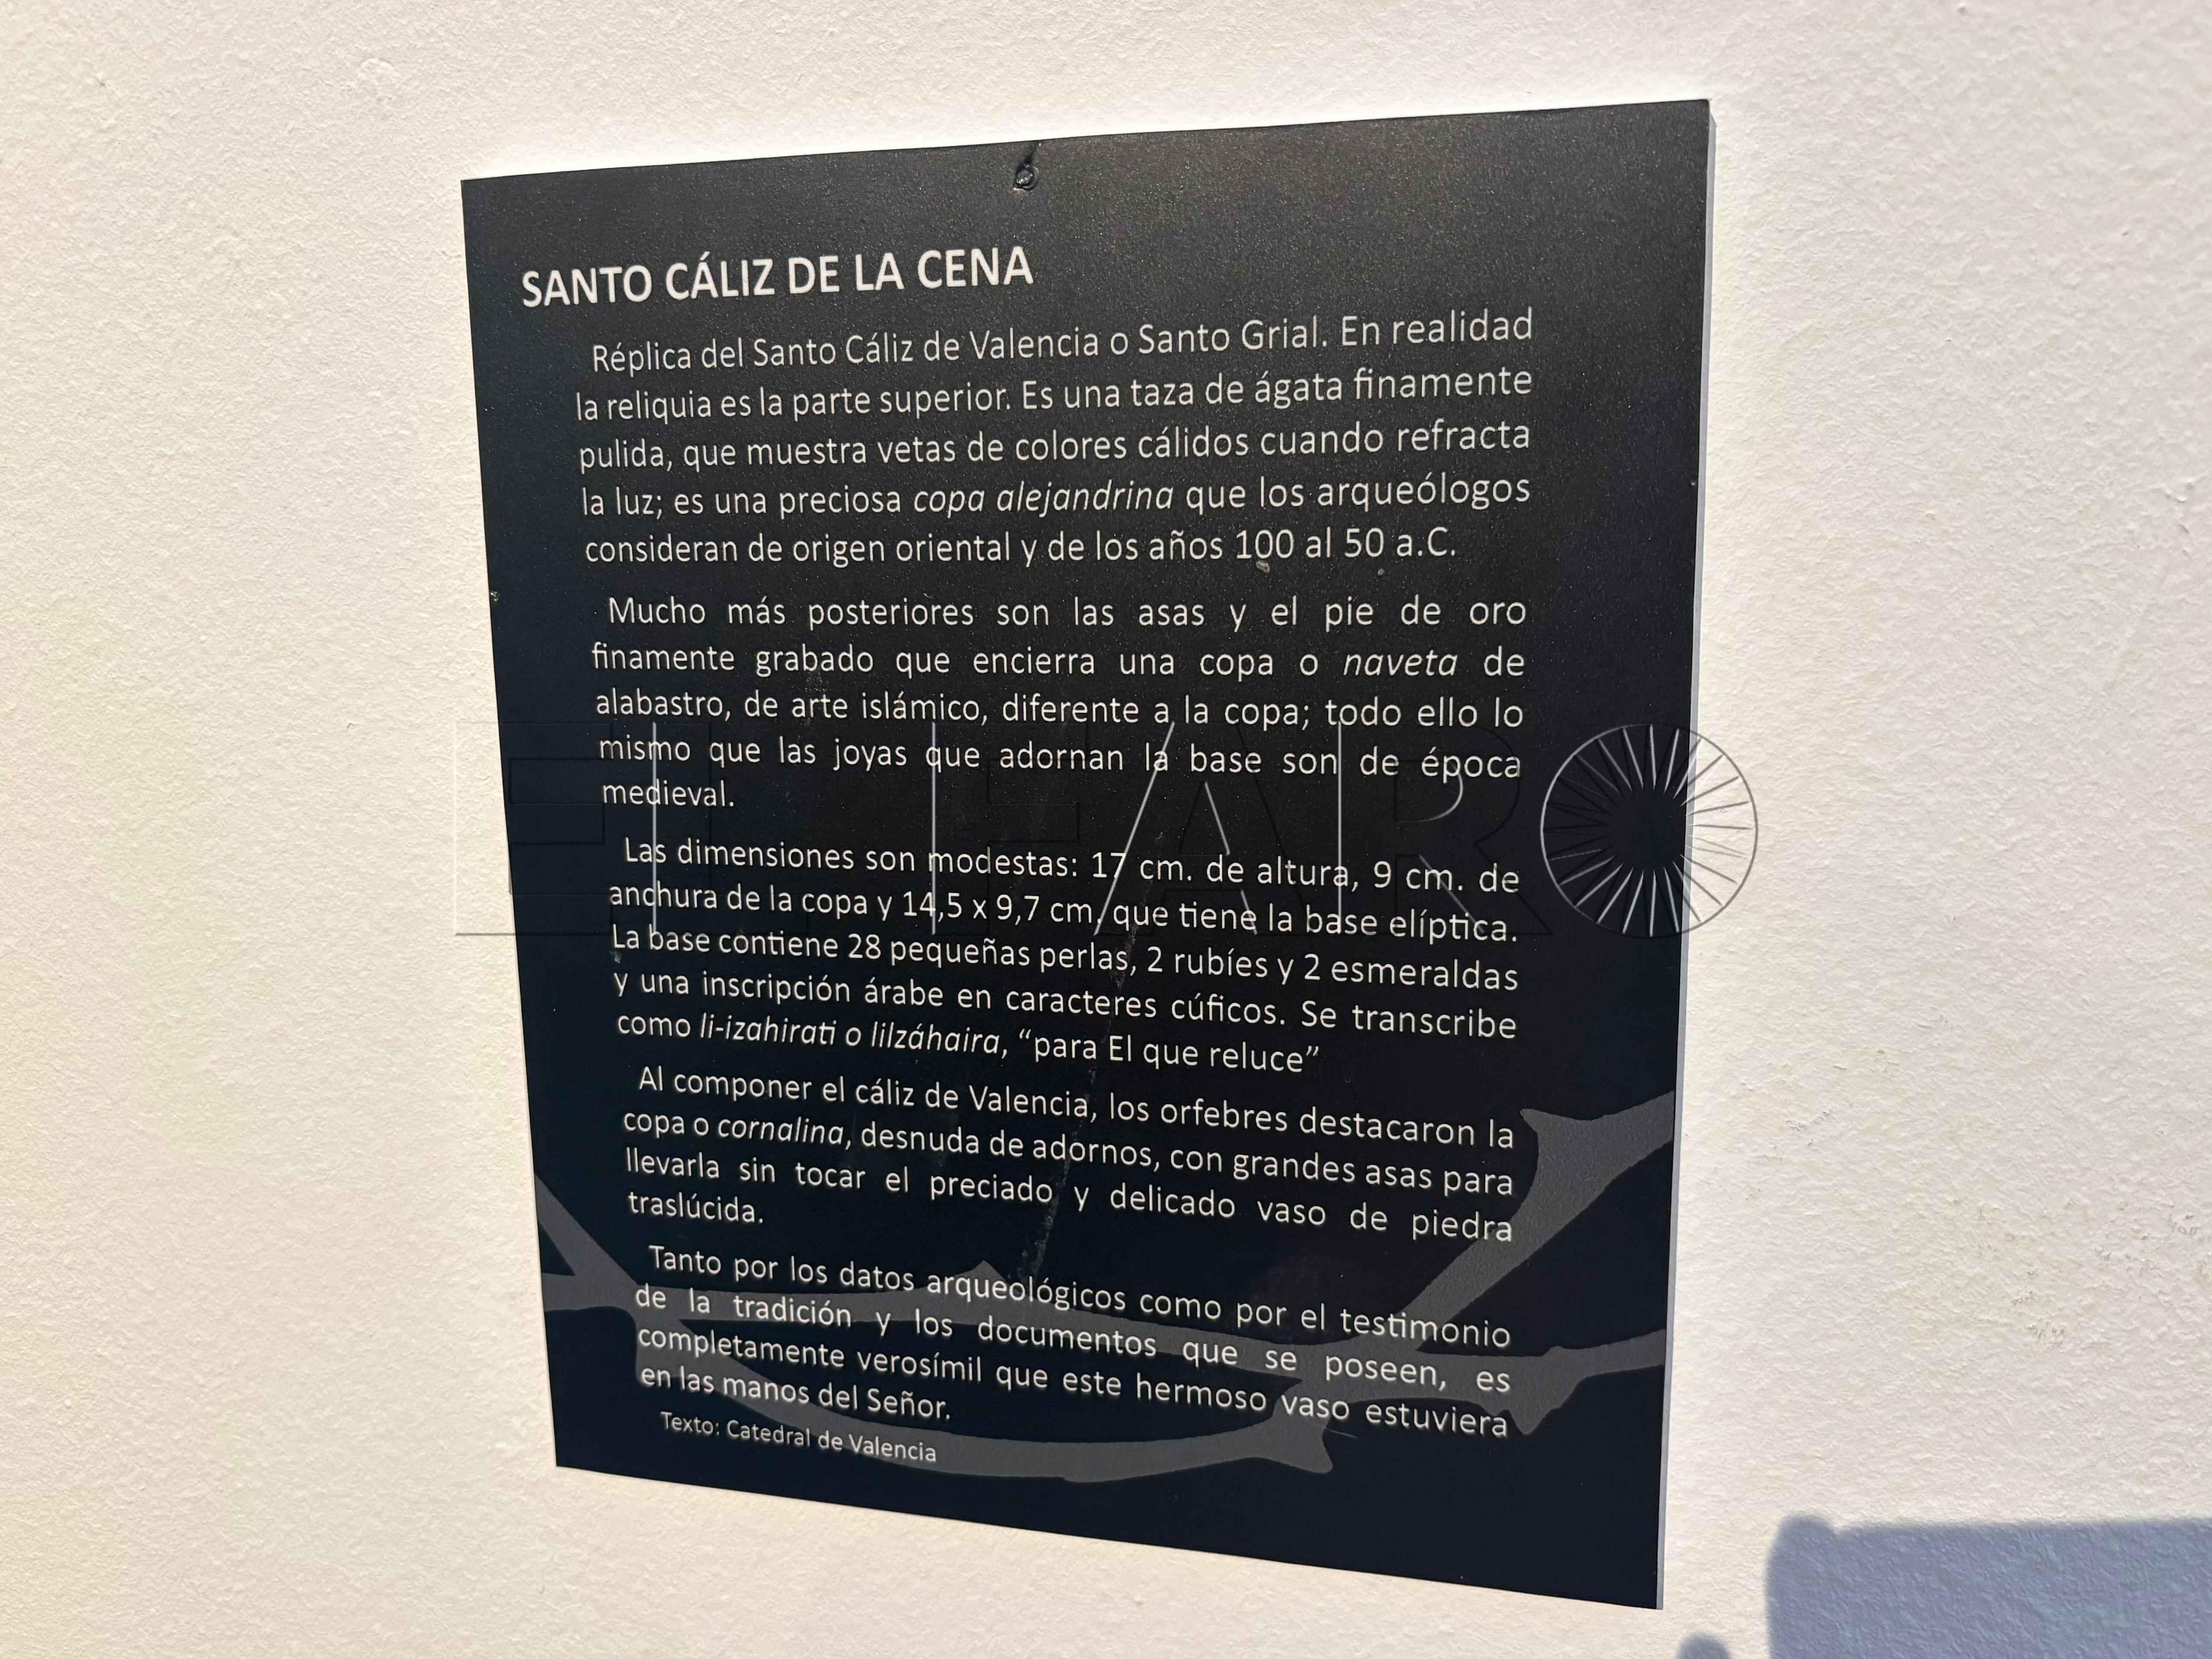 SANTO CÁLIZ DE LA CENA
Réplica del Santo Cáliz de Valencia o Santo Grial. En realidad
la reliquia es la parte superior. Es una taza de ágata finamente
pulida, que muestra vetas de colores cálidos cuando refracta
la luz; es una preciosa copa alejandrina que los arqueólogos
consideran de origen oriental y de los años 100 al 50 a.C.
Mucho más posteriores son las asas y el pie de oro
finamente grabado que encierra una copa o naveta de
alabastro, de arte islámico, diferente a la copa; todo ello lo
mismo que las joyas que adornan la base son de época
medieval.
Las dimensiones son modestas: 17 cm. de altura, 9 cm. de
anchura de la copa y 14,5 x 9,7 cm. que tiene la base elíptica.
La base contiene 28 pequeñas perlas, 2 rubíes y 2 esmeraldas
y una inscripción árabe en caracteres cúficos. Se transcribe
como li-izahirati o lilzáhaira, “para El que reluce”
Al componer el cáliz de Valencia, los orfebres destacaron la
copa o cornalina, desnuda de adornos, con grandes asas para
llevarla sin tocar el preciado y delicado vaso de piedra
traslúcida.
Tanto por los datos arqueológicos como por el testimonio
de la tradición y los documentos que se poseen, es
completamente verosímil que este hermoso vaso estuviera
en las manos del Señor.
Texto: Catedral de Valencia
EL FARO